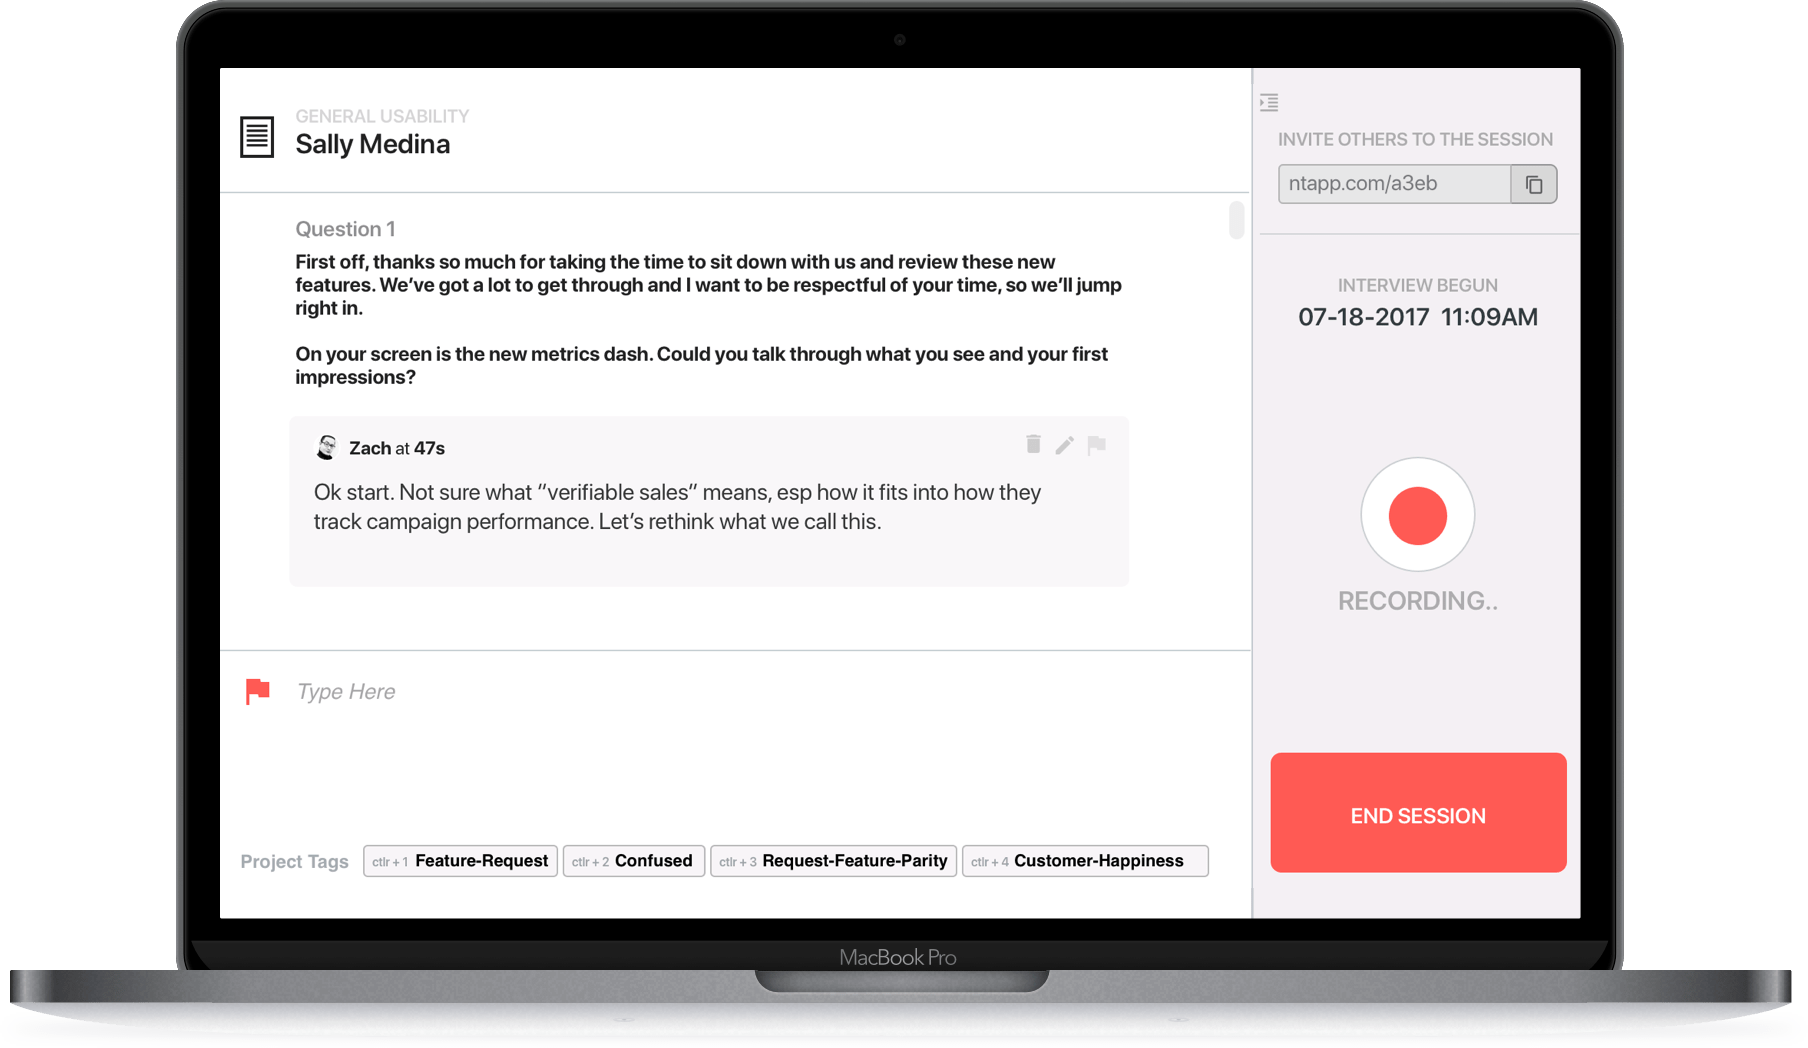 GENERAL USABILITY
Sally Medina
Question 1
First off, thanks so much for taking the time to sit down with us and review these new
features. We’ve got a lot to get through and I want to be respectful of your time, so we’ll jump
right in.
On your screen is the new metrics dash. Could you talk through what you see and your first
impressions?
Zach at 47s
Ok start. Not sure what “verifiable sales” means, esp how it fits into how they
track campaign performance. Let’s rethink what we call this.
Type Here
Project Tags ctlr + 1 Feature-Request ctlr + 2 Confused ctlr + 3 Request-Feature-Parity ctlr + 4 Customer-Happiness
INVITE OTHERS TO THE SESSION
ntapp.com/a3eb
INTERVIEW BEGUN
07-18-2017 11:09AM
RECORDING..
END SESSION
MacBook Pro